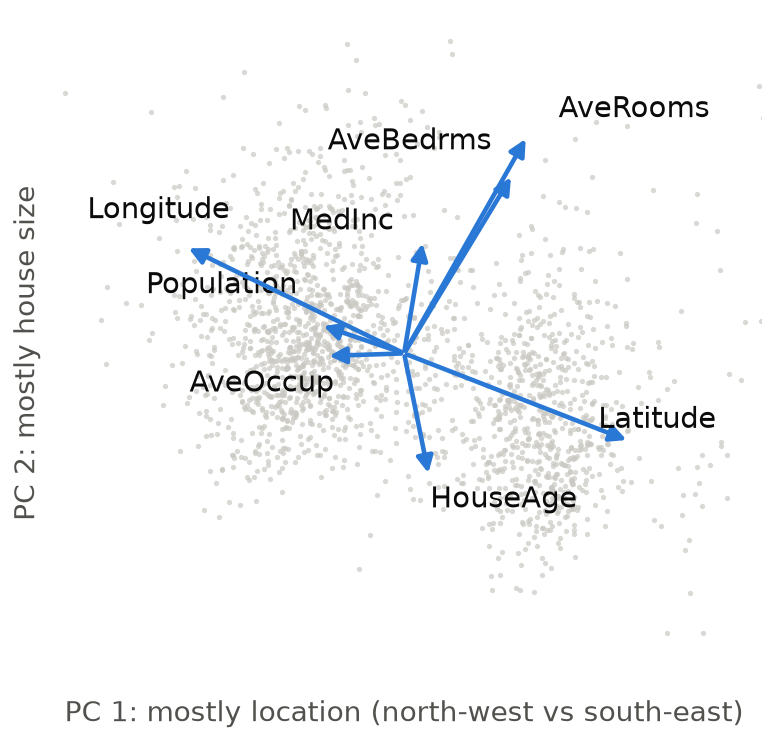 AveRooms
AveBedrms
Longitude
MedInc
Population
AveOccup
Latitude
HouseAge
PC 2: mostly house size
PC 1: mostly location (north-west vs south-east)